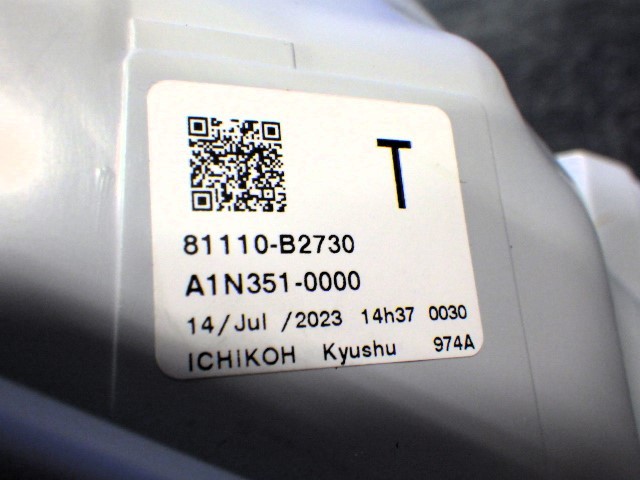 T
81110-B2730
A1N351-0000
14/Jul /2023 14h37 0030
ICHIKOH Kyushu 974A